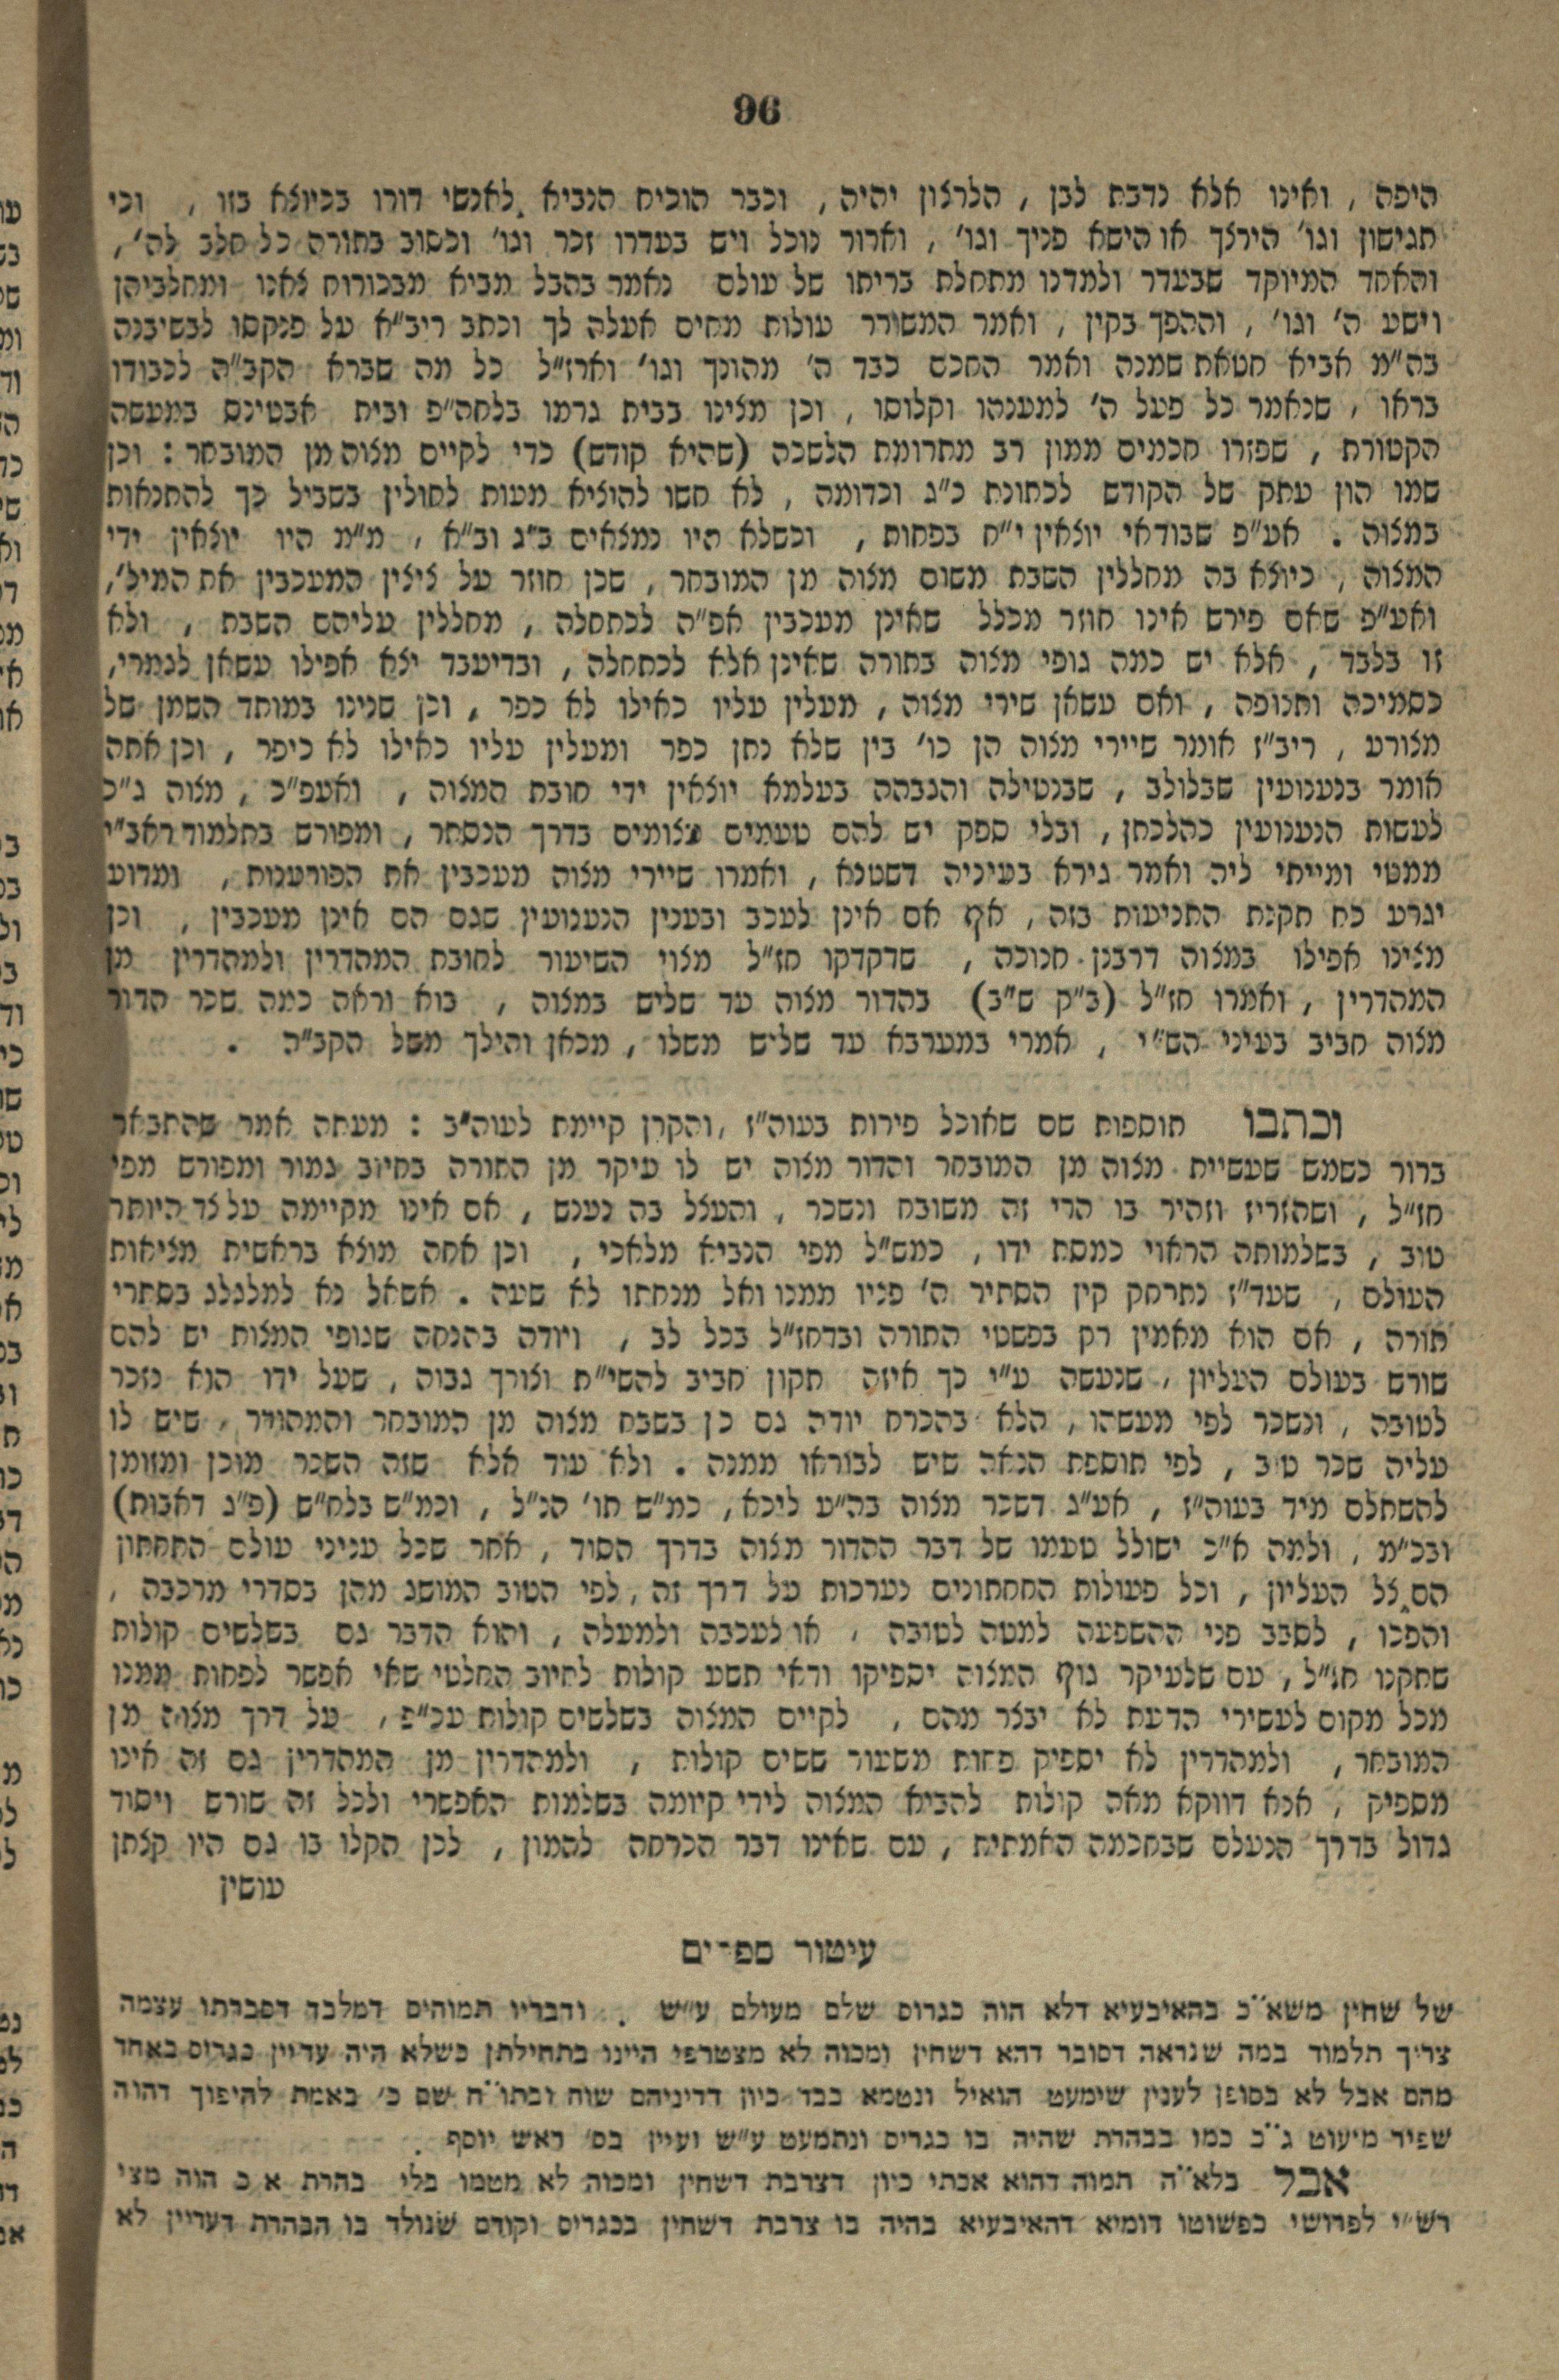 96
היפה, ואינו אלא נדבת לבן, הלרצון יהיה, וכבר הוכיח הנביא לאנשי דורו בכיוצא בזו, וכי
תגישון וגו' הירצך או הישא פניך וגו', וארור נוכל ויש בעדרו זכר וגו' וכתוב בתורה כל חלב לה',
והאחד המיוקד שבעדר ולמדנו מתחלת בריתו של עולם נאמר בהבל מביא מבכורות צאנו ומחלביהן
וישע ה' וגו', וההפך בקין, ואמר המשורר עולות מחים אעלה לך וכתב ריב"א על פנקסו לכשיבנה
בה"מ אביא חטאת שמנה ואמר החכם כבד ה' מהונך וגו' וארז"ל כל מה שברא הקב"ה לכבודו
בראו, שנאמר כל פעל ה' למענהו וקלוסו, וכן מצינו בבית גרמו בלחה"פ ובית אבטינס במעשה
הקטורת, שפזרו חכמים ממון רב מתרומת הלשכה (שהיא קודש) כדי לקיים מצוה מן המובחר : וכן
שמו הון עתק של הקודש לכתונת כ"ג וכדומה, לא חשו להוציא מעות לחולין בשביל כך להתנאות
במצוה. אע"פ שבודאי יוצאין י"ח בפחות, וכשלא היו נמצאים ב"ג וב"א, מ"מ היו יוצאין ידי
המצוה, כיוצא בה מחללין השבת משום מצוה מן המובחר, שכן חוזר על ציצין המעכבין את המיל',
ואע"פ שאם פירש אינו חוזר מכלל שאינן מעכבין אפ"ה לכתחלה, מחללין עליהם השבת, ולא
זו בלבד, אלא יש כמה גופי מצוה בתורה שאינן אלא לכתחלה, ובדיעבד יצא אפילו עשאן לגמרי,
כסמיכה ותנופה, ואם עשאן שירי מצוה, מעלין עליו כאילו לא כפר, וכן שנינו במותר השמן של
מצורע, ריב"ז אומר שיירי מצוה הן כו' בין שלא נתן כפר ומעלין עליו כאילו לא כיפר, וכן אתה
אומר בנענועין שבלולב, שבנטילה והגבהה בעלמא יוצאין ידי חובת המצוה, ואעפ"כ, מצוה ג"כ
לעשות הנענועין כהלכתן, ובלי ספק יש להם טעמים עצומים בדרך הנסתר, ומפורש בתלמוד ראב"י
ממטי ומייתי ליה ואמר גירא בעיניה דשטנא, ואמרו שיירי מצוה מעכבין את הפורענות, ומדוע
יגרע כח תקנת התקיעות בזה, אף אם אינן לעכב ובענין הנענועין שגם הם אינן מעכבין, וכן
מצינו אפילו במצוה דרבנן חנוכה, שדקדקו חז"ל מצוי השיעור לחובת המהדרין ולמהדרין מן
המהדרין, ואמרו חז"ל (ב"ק ט"ב) בהדור מצוה עד שליש במצוה, בוא וראה כמה שכר הדור
מצוה חביב בעיני הש"י, אמרי במערבא עד שליש משלו, מכאן והילך משל הקב"ה.
וכתבו תוספות שם שאוכל פירות בעוה"ז, והקרן קיימת לעוה"ב : מעתה אמר שהתבאר
ברור כשמש שעשיית מצוה מן המובחר והדור מצוה יש לו עיקר מן התורה בחיוב גמור ומפורש מפי
חז"ל, ושהזריז וזהיר בו הרי זה משובח ונשכר, והעצל בה נענש, אם אינו מקיימה על צד היותר
טוב, בשלמותה הראוי כמסת ידו, כמש"ל מפי הנביא מלאכי, וכן אתה מוצא בראשית מציאות
העולם, שעד"ז נתרחק קין הסתיר ה' פניו ממנו ואל מנחתו לא שעה. אשאל נא למלגלג בסתרי
תורה, אם הוא מאמין רק בפשטי התורה ובדחז"ל בכל לב, ויודה בהנחה שגופי המצות יש להם
שורש בעולם העליון, שנעשה ע"י כך איזה תקון חביב להשי"ת וצורך גבוה, שעל ידו הוא נזכר
לטובה, ונשכר לפי מעשהו, הלא בהכרח יודה גם כן בשבח מצוה מן המובחר והמהודר, שיש לו
עליה שכר טוב, לפי תוספת הנאה שיש לבוראו ממנה. ולא עוד אלא שזה השכר מוכן ומזומן
להשתלם מיד בעוה"ז, אע"ג דשכר מצוה בה"ע ליכא, כמ"ש תו' הנ"ל, וכמ"ש בלח"ש (פ"ג דאבות)
ובכ"מ, ולמה א"כ ישולל טעמו של דבר ההדור מצוה בדרך הסוד, אחר שכל עניני עולם התחתון
הם צל העליון, וכל פעולות התחתונים נערכות על דרך זה, לפי הטוב המושג מהן בסדרי מרכבה,
והפכו, לסבב פני ההשפעה למטה לטובה, או לעכבה ולמעלה, והוא הדבר גם בשלשים קולות
שתקנו חז"ל, עם שלעיקר גוף המצוה יספיקו ודאי תשע קולות לחיוב החלטי שאי אפשר לפחות ממנו
מכל מקום לעשירי הדעת לא יבצר מהם, לקיים המצוה בשלשים קולות עכ"פ, על דרך מצוה מן
המובחר, ולמהדרין לא יספיק פחות משעור ששים קולות, ולמהדרין מן המהדרין גם זה אינו
מספיק, אלא דווקא מאה קולות להביא המצוה לידי קיומה בשלמות האפשרי ולכל זה שורש ויסוד
גדול בדרך הנעלם שבחכמה האמתית, עם שאינו דבר הכרחה להמון, לכן הקלו בו גם היו קצתן
עושין
עיטור ספרים
של שחין משא"כ בהאיבעיא דלא הוה כגרוס שלם מעולם ע"ש. ודבריו תמוהים דמלבד דסברתו עצמה
צריך תלמוד במה שנראה דסובר דהא דשחין ומכוה לא מצטרפי היינו בתחילתן כשלא היה עדיין כגרוס באחד
מהם אבל לא בסופן לענין שימעט הואיל ונטמא כבר כיון דדיניהם שוה ובתו"ח שם כ' באמת להיפוך דהוה
שפיר מיעוט ג"כ כמו בבהרת שהיה בו כגריס ונתמעט ע"ש ועיין בס' ראש יוסף.
אבל בלא"ה תמוה דהוא אכתי כיון דצרבת דשחין ומכוה לא מטמו בלי בהרת א כ הוה מצי
רש"י לפרושי כפשוטו דומיא דהאיבעיא בהיה בו צרבת דשחין בכגריס וקודם שנולד בו הבהרת דעדיין לא